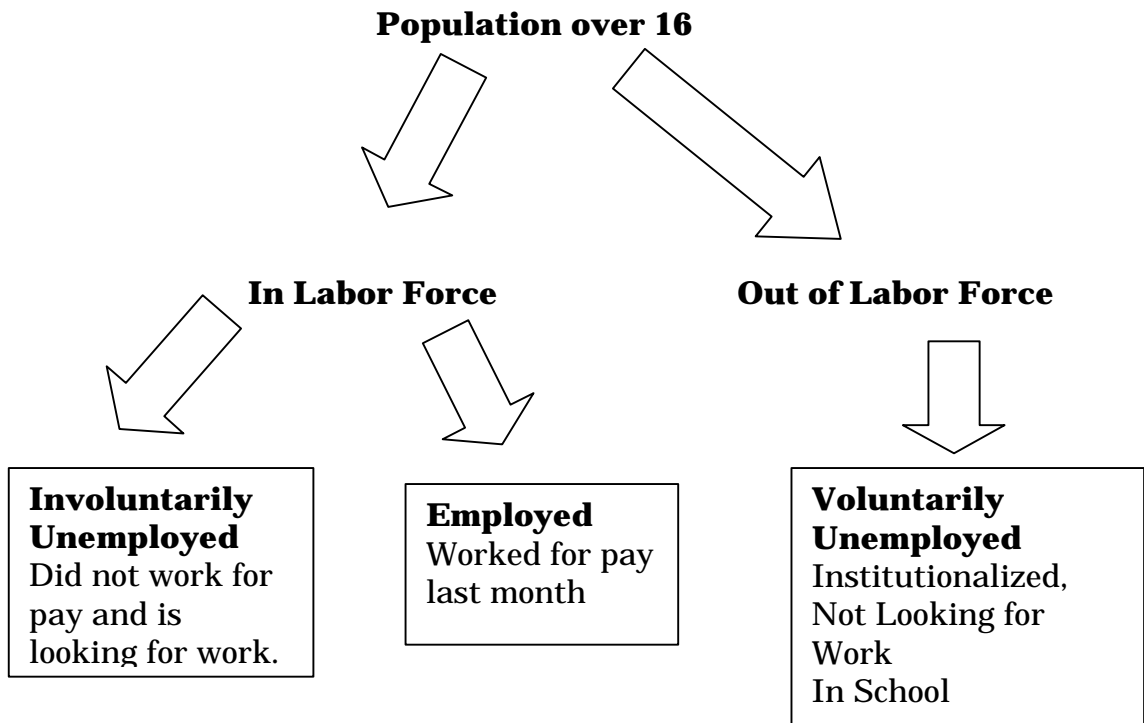 Population over 16
In Labor Force
Out of Labor Force
Involuntarily
Unemployed
Did not work for
pay and is
looking for work.
Employed
Worked for pay
last month
Voluntarily
Unemployed
Institutionalized,
Not Looking for
Work
In School